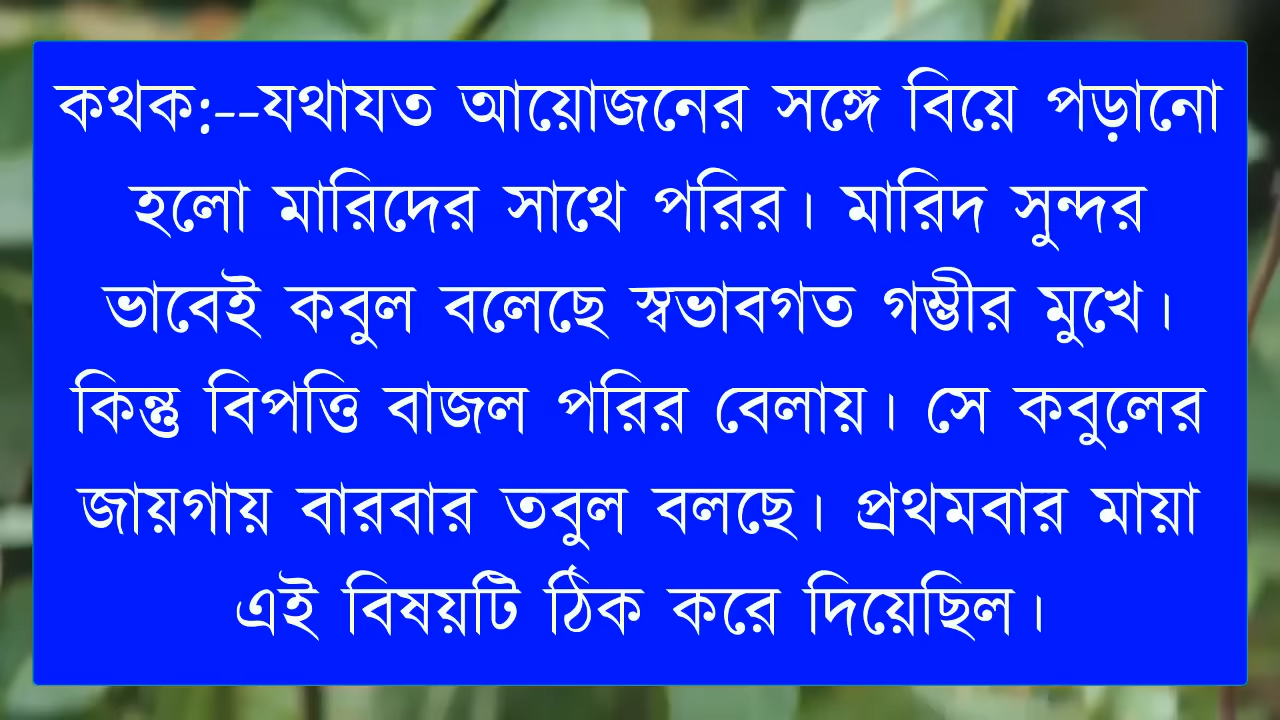 কথক:--যথাযত আয়োজনের সঙ্গে বিয়ে পড়ানো
হলো মারিদের সাথে পরির। মারিদ সুন্দর
ভাবেই কবুল বলেছে স্বভাবগত গম্ভীর মুখে।
কিন্তু বিপত্তি বাজল পরির বেলায়। সে কবুলের
জায়গায় বারবার তবুল বলছে। প্রথমবার মায়া
এই বিষয়টি ঠিক করে দিয়েছিল।